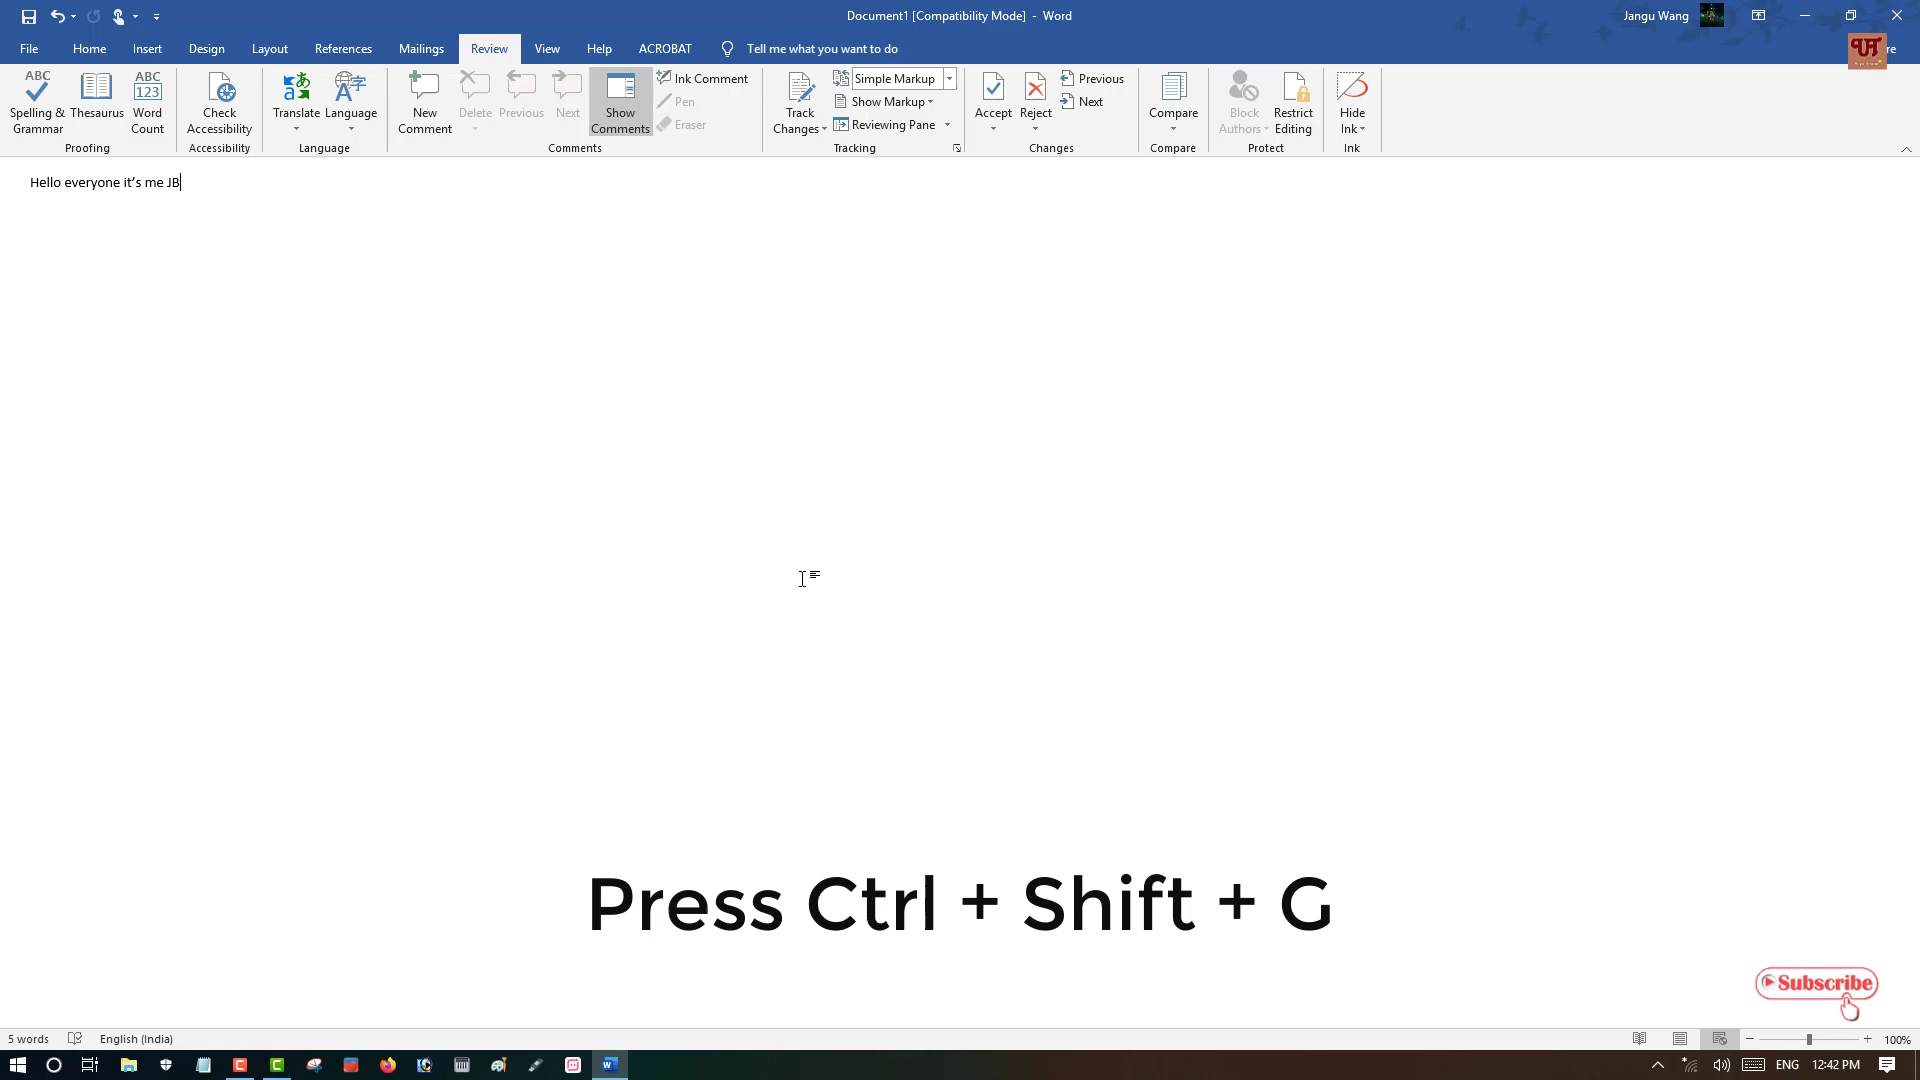 Document1 [Compatibility Mode] - Word
Jangu Wang
File Home Insert Design Layout References Mailings Review View Help ACROBAT Tell me what you want to do
UT
re
ABC
Spelling & Grammar
Thesaurus
ABC
123
Word Count
Check Accessibility
Translate
Language
New Comment
Delete
Previous
Next
Show Comments
Ink Comment
Pen
Eraser
Track Changes
Simple Markup
Show Markup
Reviewing Pane
Accept
Reject
Previous
Next
Compare
Block Authors
Restrict Editing
Hide Ink
Proofing Accessibility Language Comments Tracking Changes Compare Protect Ink
Hello everyone it’s me JB
Press Ctrl + Shift + G
Subscribe
5 words English (India) 100%
ENG 12:42 PM